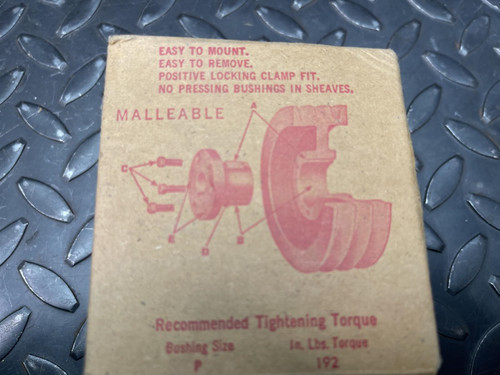 EASY TO MOUNT.
EASY TO REMOVE.
POSITIVE LOCKING CLAMP FIT.
NO PRESSING BUSHINGS IN SHEAVES.
MALLEABLE
A
C
B
D
Recommended Tightening Torque
Bushing Size In. Lbs. Torque
P 192